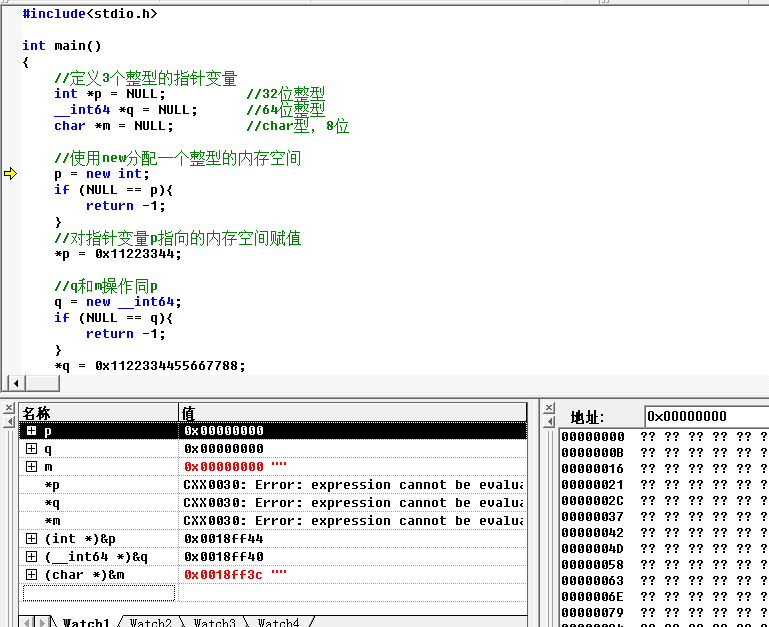 #include<stdio.h>
int main()
{
//定义3个整型的指针变量
int *p = NULL; //32位整型
__int64 *q = NULL; //64位整型
char *m = NULL; //char型, 8位
//使用new分配一个整型的内存空间
p = new int;
if (NULL == p){
return -1;
}
//对指针变量p指向的内存空间赋值
*p = 0x11223344;
//q和m操作同p
q = new __int64;
if (NULL == q){
return -1;
}
*q = 0x1122334455667788;
名称 值
p 0x00000000
q 0x00000000
m 0x00000000 ""
*p CXX0030: Error: expression cannot be evalua
*q CXX0030: Error: expression cannot be evalua
*m CXX0030: Error: expression cannot be evalua
(int *)&p 0x0018ff44
(__int64 *)&q 0x0018ff40
(char *)&m 0x0018ff3c ""
Watch1 Watch2 Watch3 Watch4
地址: 0x00000000
00000000 ?? ?? ?? ?? ?? ?
0000000B ?? ?? ?? ?? ?? ?
00000016 ?? ?? ?? ?? ?? ?
00000021 ?? ?? ?? ?? ?? ?
0000002C ?? ?? ?? ?? ?? ?
00000037 ?? ?? ?? ?? ?? ?
00000042 ?? ?? ?? ?? ?? ?
0000004D ?? ?? ?? ?? ?? ?
00000058 ?? ?? ?? ?? ?? ?
00000063 ?? ?? ?? ?? ?? ?
0000006E ?? ?? ?? ?? ?? ?
00000079 ?? ?? ?? ?? ?? ?